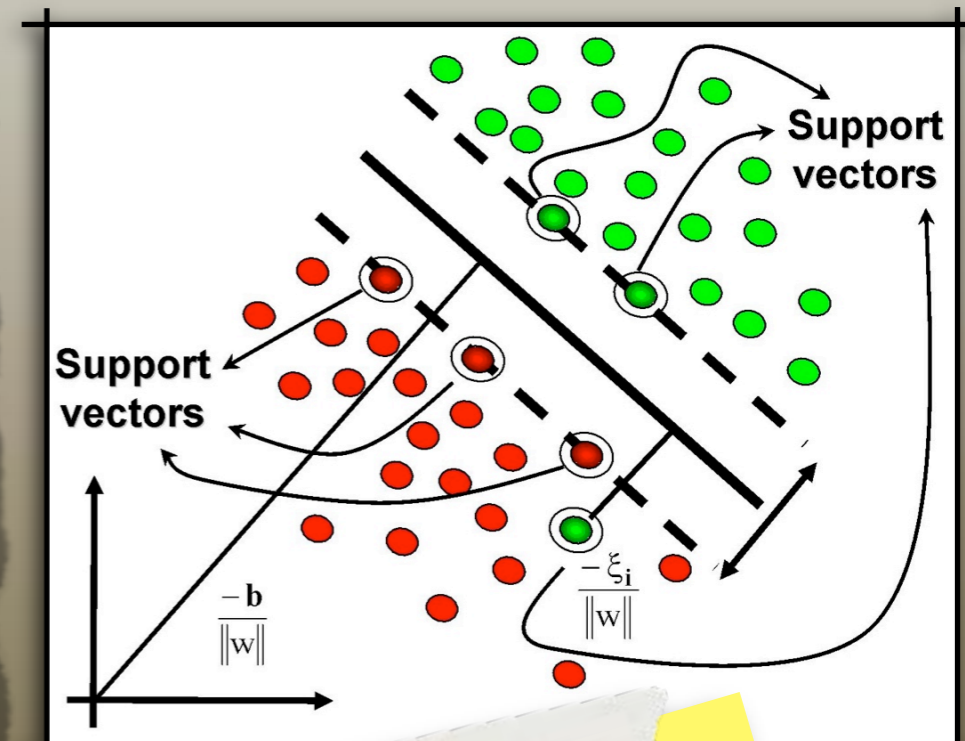 Support
vectors
Support
vectors
−b
‖w‖
−ξi
‖w‖